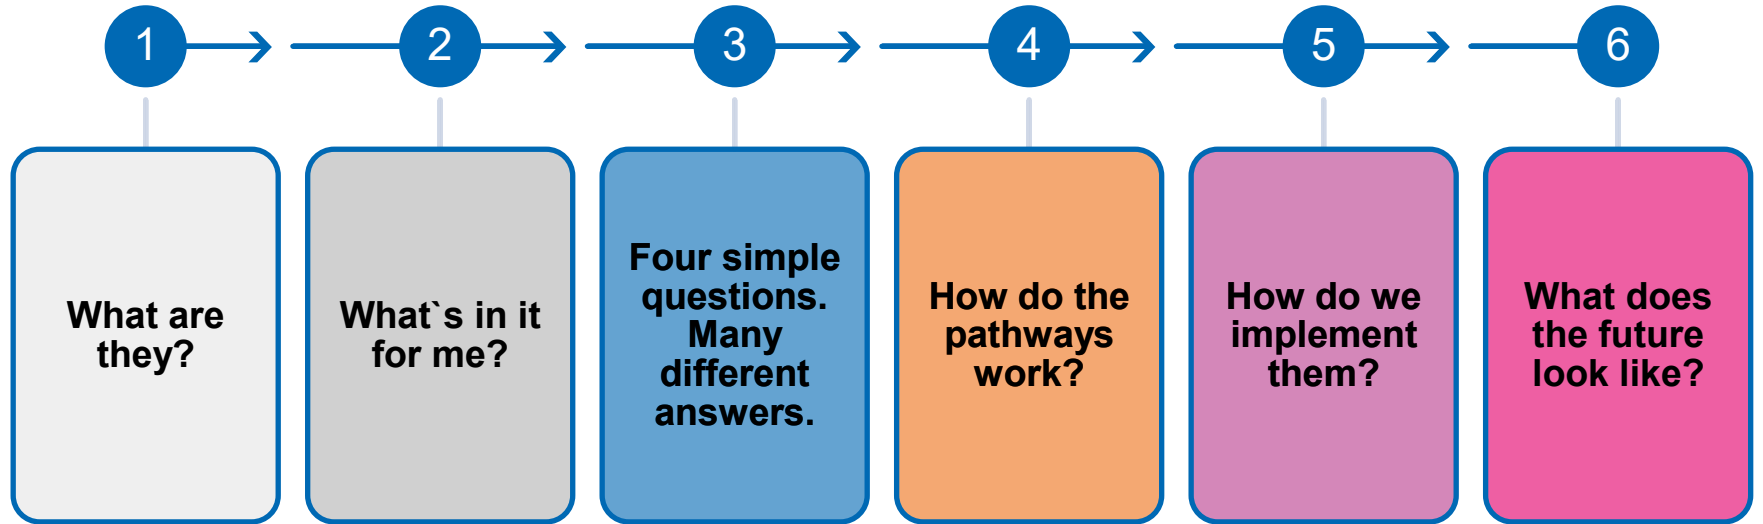 1
2
3
4
5
6
What are
they?
What`s in it
for me?
Four simple
questions.
Many
different
answers.
How do the
pathways
work?
How do we
implement
them?
What does
the future
look like?